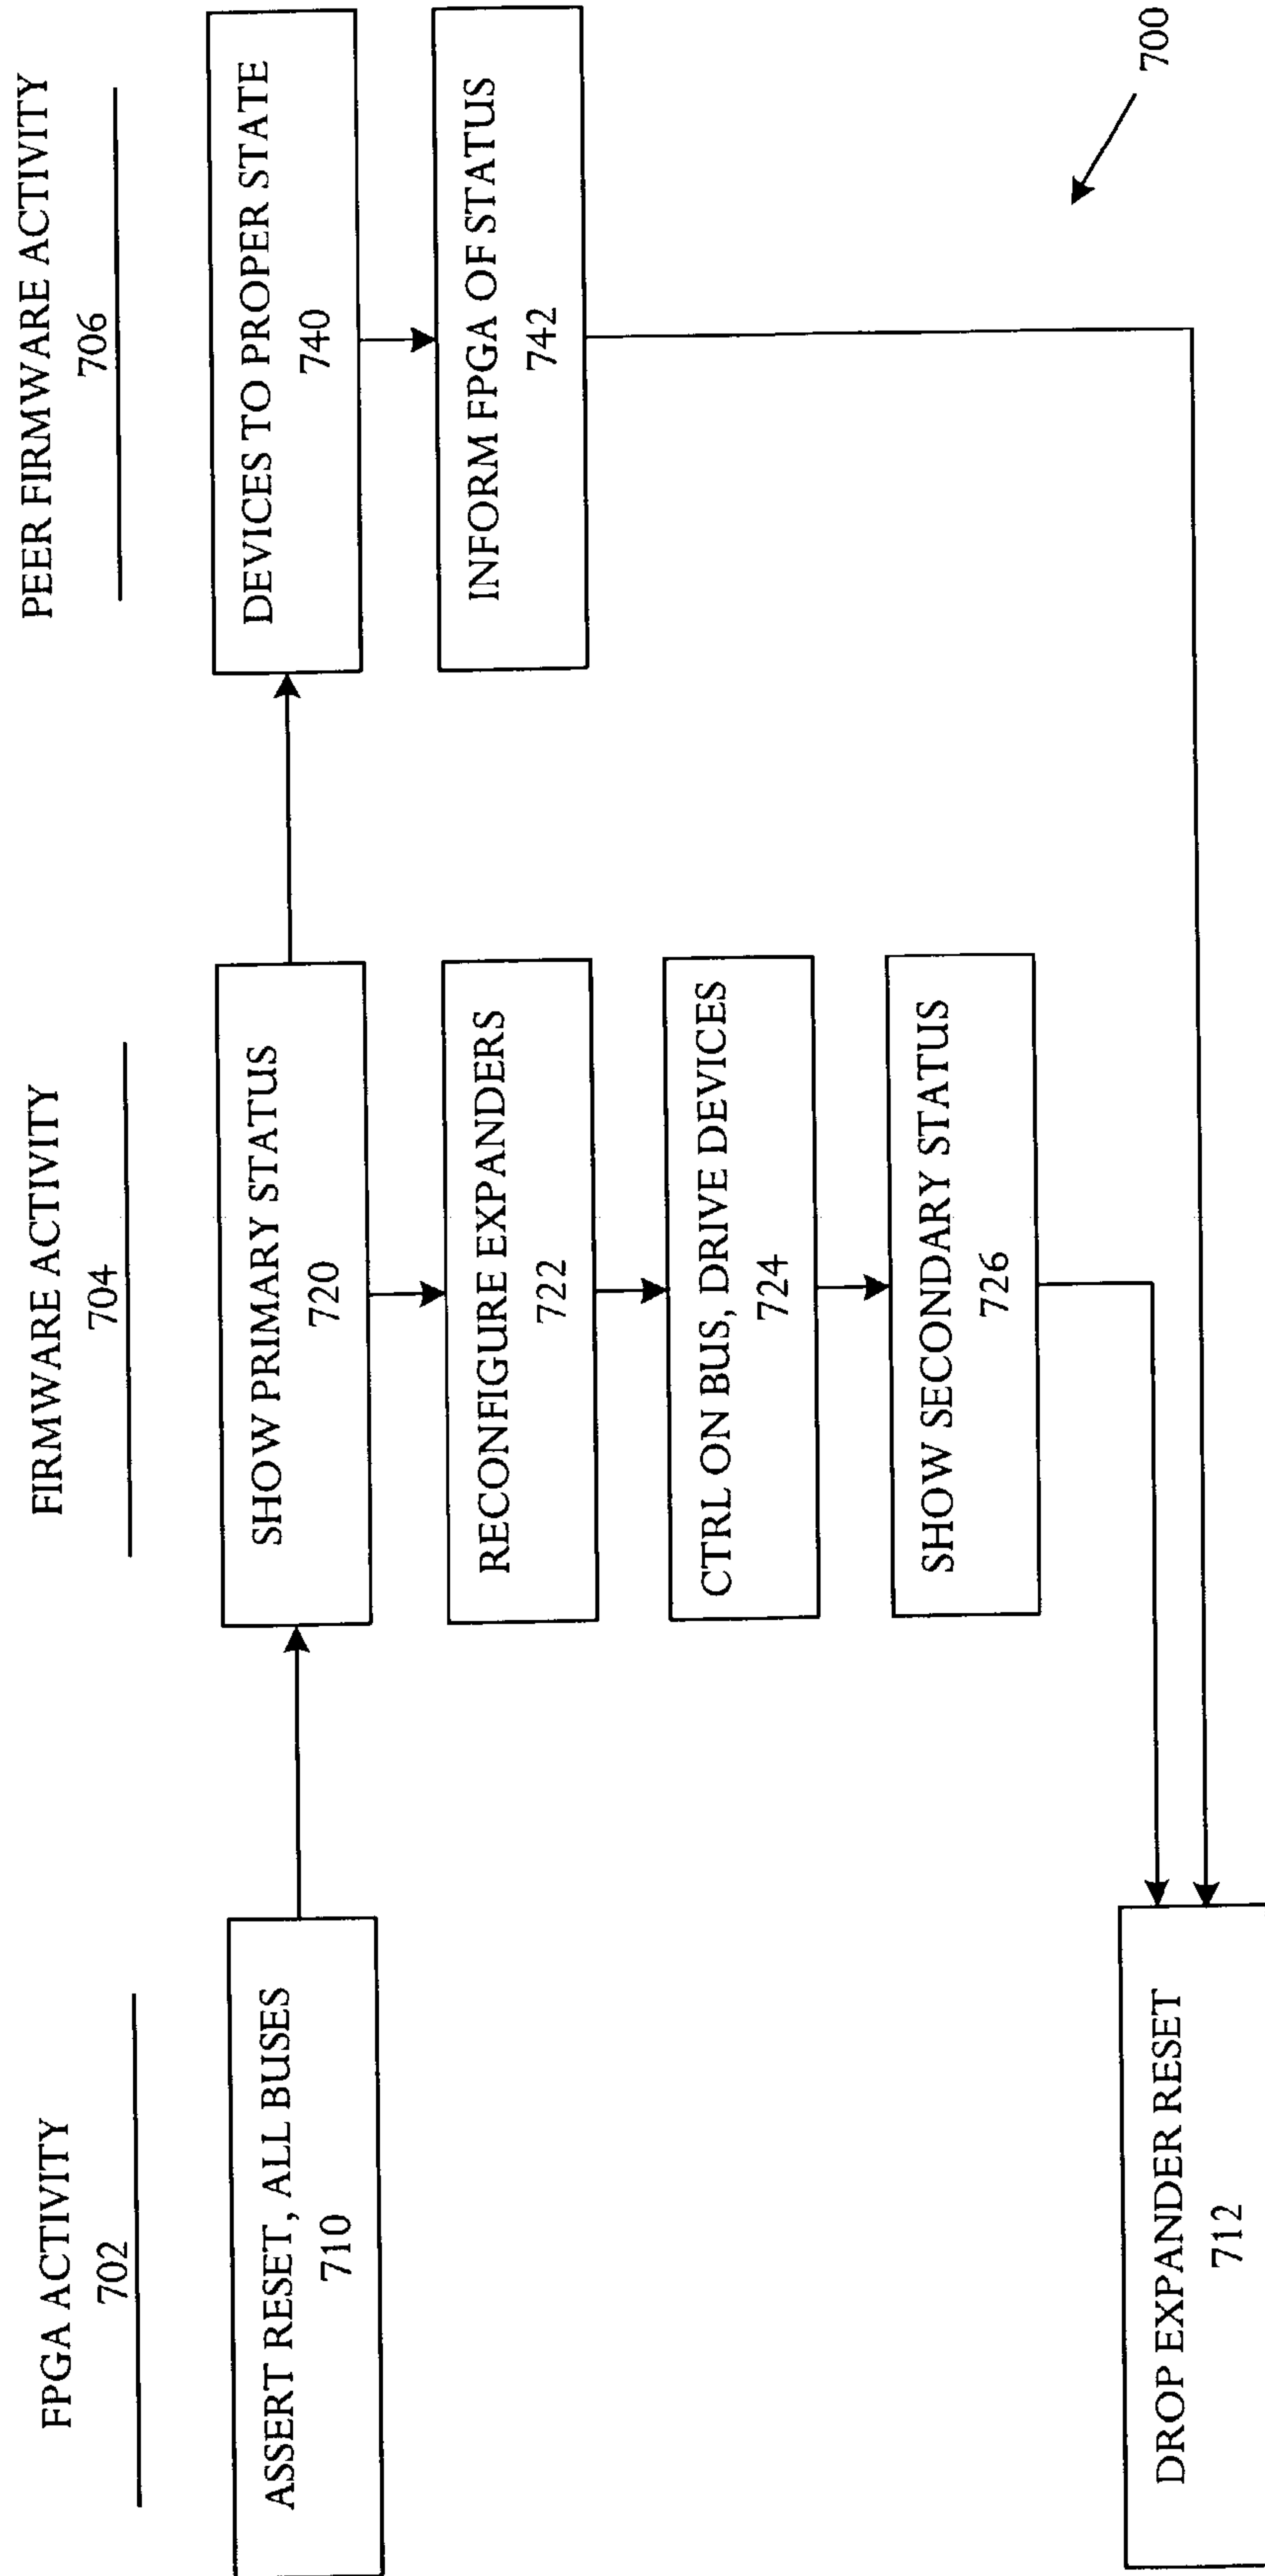 FPGA ACTIVITY
702
ASSERT RESET, ALL BUSES
710
DROP EXPANDER RESET
712
FIRMWARE ACTIVITY
704
SHOW PRIMARY STATUS
720
RECONFIGURE EXPANDERS
722
CTRL ON BUS, DRIVE DEVICES
724
SHOW SECONDARY STATUS
726
PEER FIRMWARE ACTIVITY
706
DEVICES TO PROPER STATE
740
INFORM FPGA OF STATUS
742
700